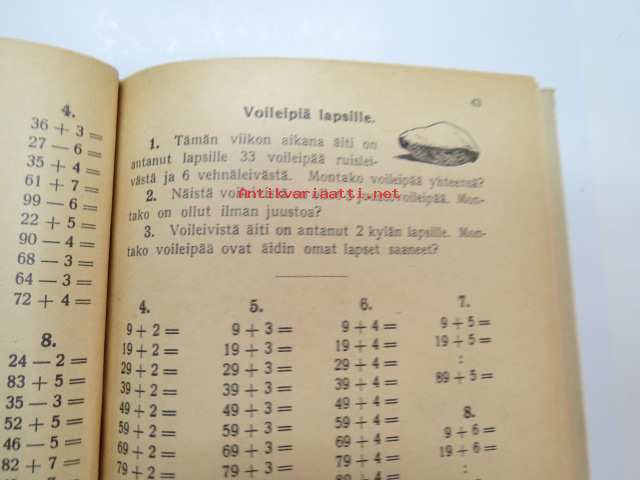 4.
36 + 3 =
27 — 6 =
35 + 4 =
61 + 7 =
99 — 6 =
22 + 5 =
90 — 4 =
68 — 3 =
64 — 3 =
72 + 4 =
8.
24 — 2 =
83 + 5 =
35 — 3 =
52 + 5 =
46 — 5 =
82 + 7 =
43
Voileipiä lapsille.
1. Tämän viikon aikana äiti on
antanut lapsille 33 voileipää ruislei-
västä ja 6 vehnäleivästä. Montako voileipää yhteensä?
2. Näistä Mon-
Antikvariaatti.net
tako on ollut ilman juustoa?
3. Voileivistä äiti on antanut 2 kylän lapsille. Mon-
tako voileipää ovat äidin omat lapset saaneet?
4.
9 + 2 =
19 + 2 =
29 + 2 =
39 + 2 =
49 + 2 =
59 + 2 =
69 + 2 =
79 + 2 =
5.
9 + 3 =
19 + 3 =
29 + 3 =
39 + 3 =
49 + 3 =
59 + 3 =
69 + 3 =
79 + 3 =
6.
9 + 4 =
19 + 4 =
29 + 4 =
39 + 4 =
49 + 4 =
59 + 4 =
69 + 4 =
79 + 4 =
89 + 4 =
7.
9 + 5 =
19 + 5 =
:
89 + 5 =
8.
9 + 6 =
19 + 6 =
: